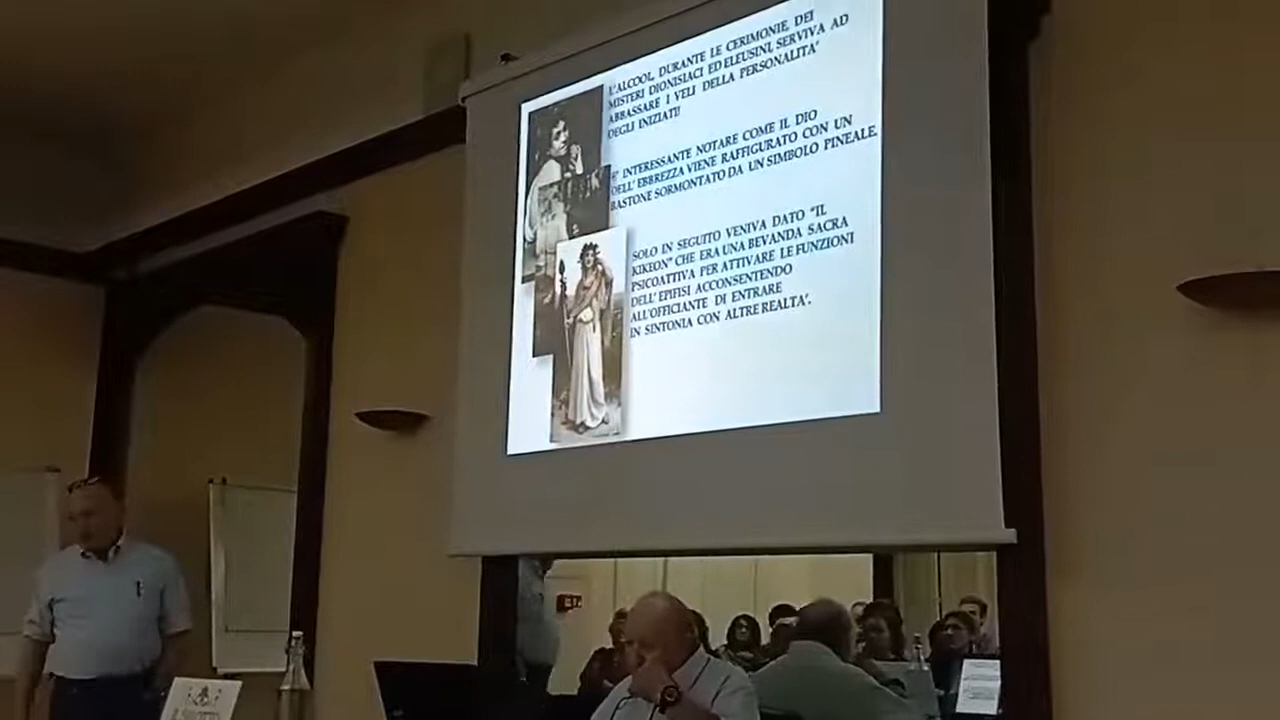 L'ALCOOL, DURANTE LE CERIMONIE, DEI
MISTERI DIONISIACI ED ELEUSINI, SERVIVA AD
ABBASSARE I VELI DELLA PERSONALITA'
DEGLI INIZIATI!
E' INTERESSANTE NOTARE COME IL DIO
DELL' EBBREZZA VIENE RAFFIGURATO CON UN
BASTONE SORMONTATO DA UN SIMBOLO PINEALE.
SOLO IN SEGUITO VENIVA DATO "IL
KIKEON" CHE ERA UNA BEVANDA SACRA
PSICOATTIVA PER ATTIVARE LE FUNZIONI
DELL' EPIFISI ACCONSENTENDO
ALL'OFFICIANTE DI ENTRARE
IN SINTONIA CON ALTRE REALTA'.